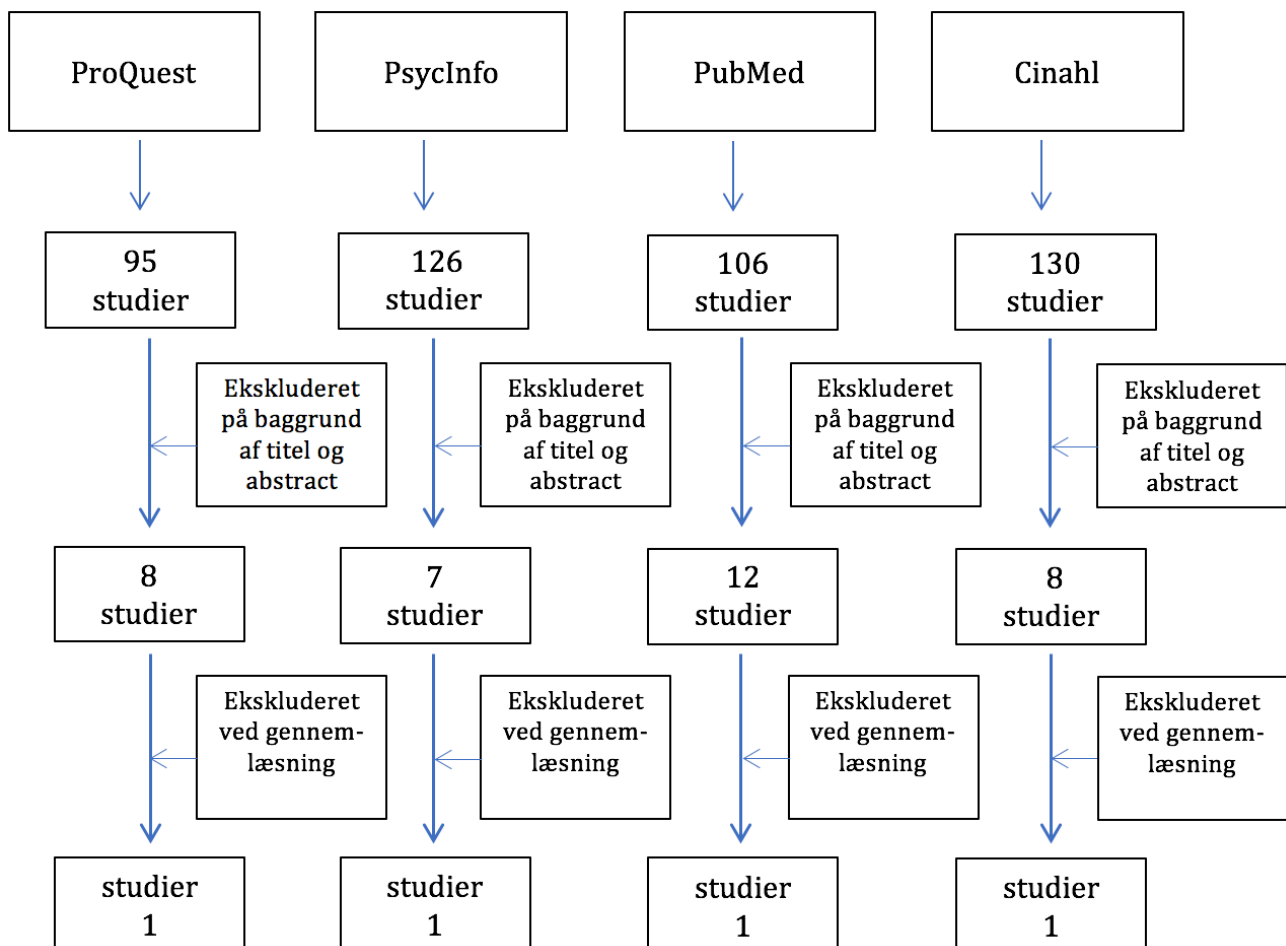 ProQuest
PsycInfo
PubMed
Cinahl
95
studier
126
studier
106
studier
130
studier
Ekskluderet
på baggrund
af titel og
abstract
Ekskluderet
på baggrund
af titel og
abstract
Ekskluderet
på baggrund
af titel og
abstract
Ekskluderet
på baggrund
af titel og
abstract
8
studier
7
studier
12
studier
8
studier
Ekskluderet
ved gennem-
læsning
Ekskluderet
ved gennem-
læsning
Ekskluderet
ved gennem-
læsning
Ekskluderet
ved gennem-
læsning
studier
1
studier
1
studier
1
studier
1